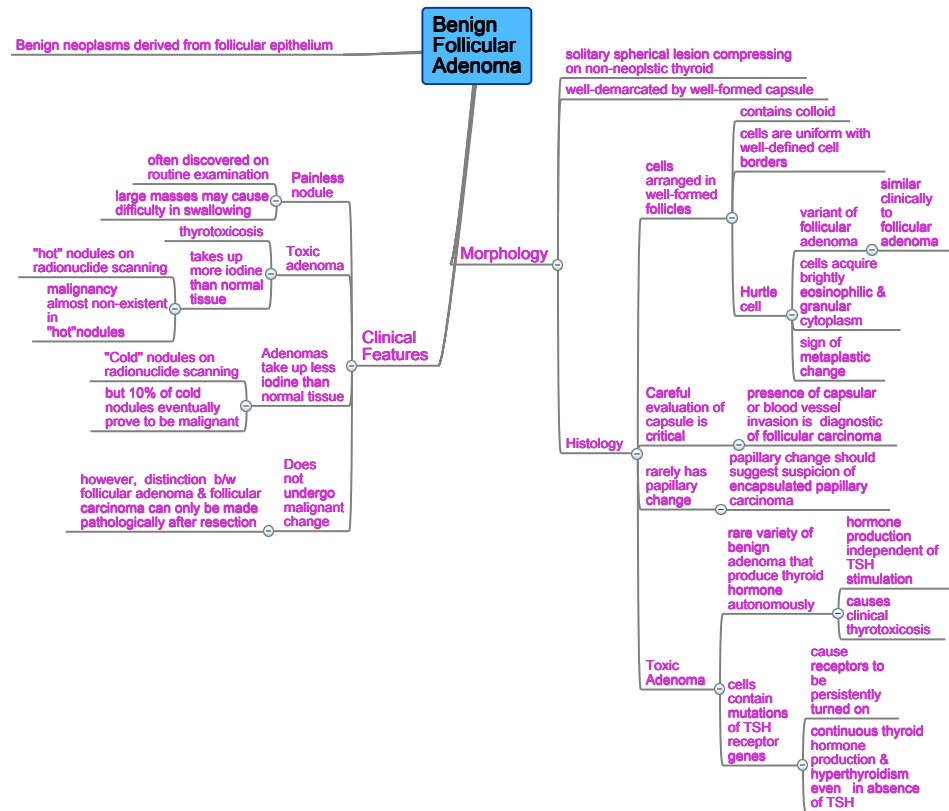 Benign
Follicular
Adenoma
Benign neoplasms derived from follicular epithelium
Clinical
Features
Painless
nodule
often discovered on
routine examination
large masses may cause
difficulty in swallowing
Toxic
adenoma
thyrotoxicosis
takes up
more iodine
than normal
tissue
"hot" nodules on
radionuclide scanning
malignancy
almost non-existent
in
"hot"nodules
Adenomas
take up less
iodine than
normal tissue
"Cold" nodules on
radionuclide scanning
but 10% of cold
nodules eventually
prove to be malignant
Does
not
undergo
malignant
change
however, distinction b/w
follicular adenoma & follicular
carcinoma can only be made
pathologically after resection
Morphology
solitary spherical lesion compressing
on non-neoplstic thyroid
well-demarcated by well-formed capsule
Histology
cells
arranged in
well-formed
follicles
contains colloid
cells are uniform with
well-defined cell
borders
Hurtle
cell
variant of
follicular
adenoma
similar
clinically
to
follicular
adenoma
cells acquire
brightly
eosinophilic &
granular
cytoplasm
sign of
metaplastic
change
Careful
evaluation of
capsule is
critical
presence of capsular
or blood vessel
invasion is diagnostic
of follicular carcinoma
rarely has
papillary
change
papillary change should
suggest suspicion of
encapsulated papillary
carcinoma
Toxic
Adenoma
rare variety of
benign
adenoma that
produce thyroid
hormone
autonomously
hormone
production
independent of
TSH
stimulation
causes
clinical
thyrotoxicosis
cells
contain
mutations
of TSH
receptor
genes
cause
receptors to
be
persistently
turned on
continuous thyroid
hormone
production &
hyperthyroidism
even in absence
of TSH